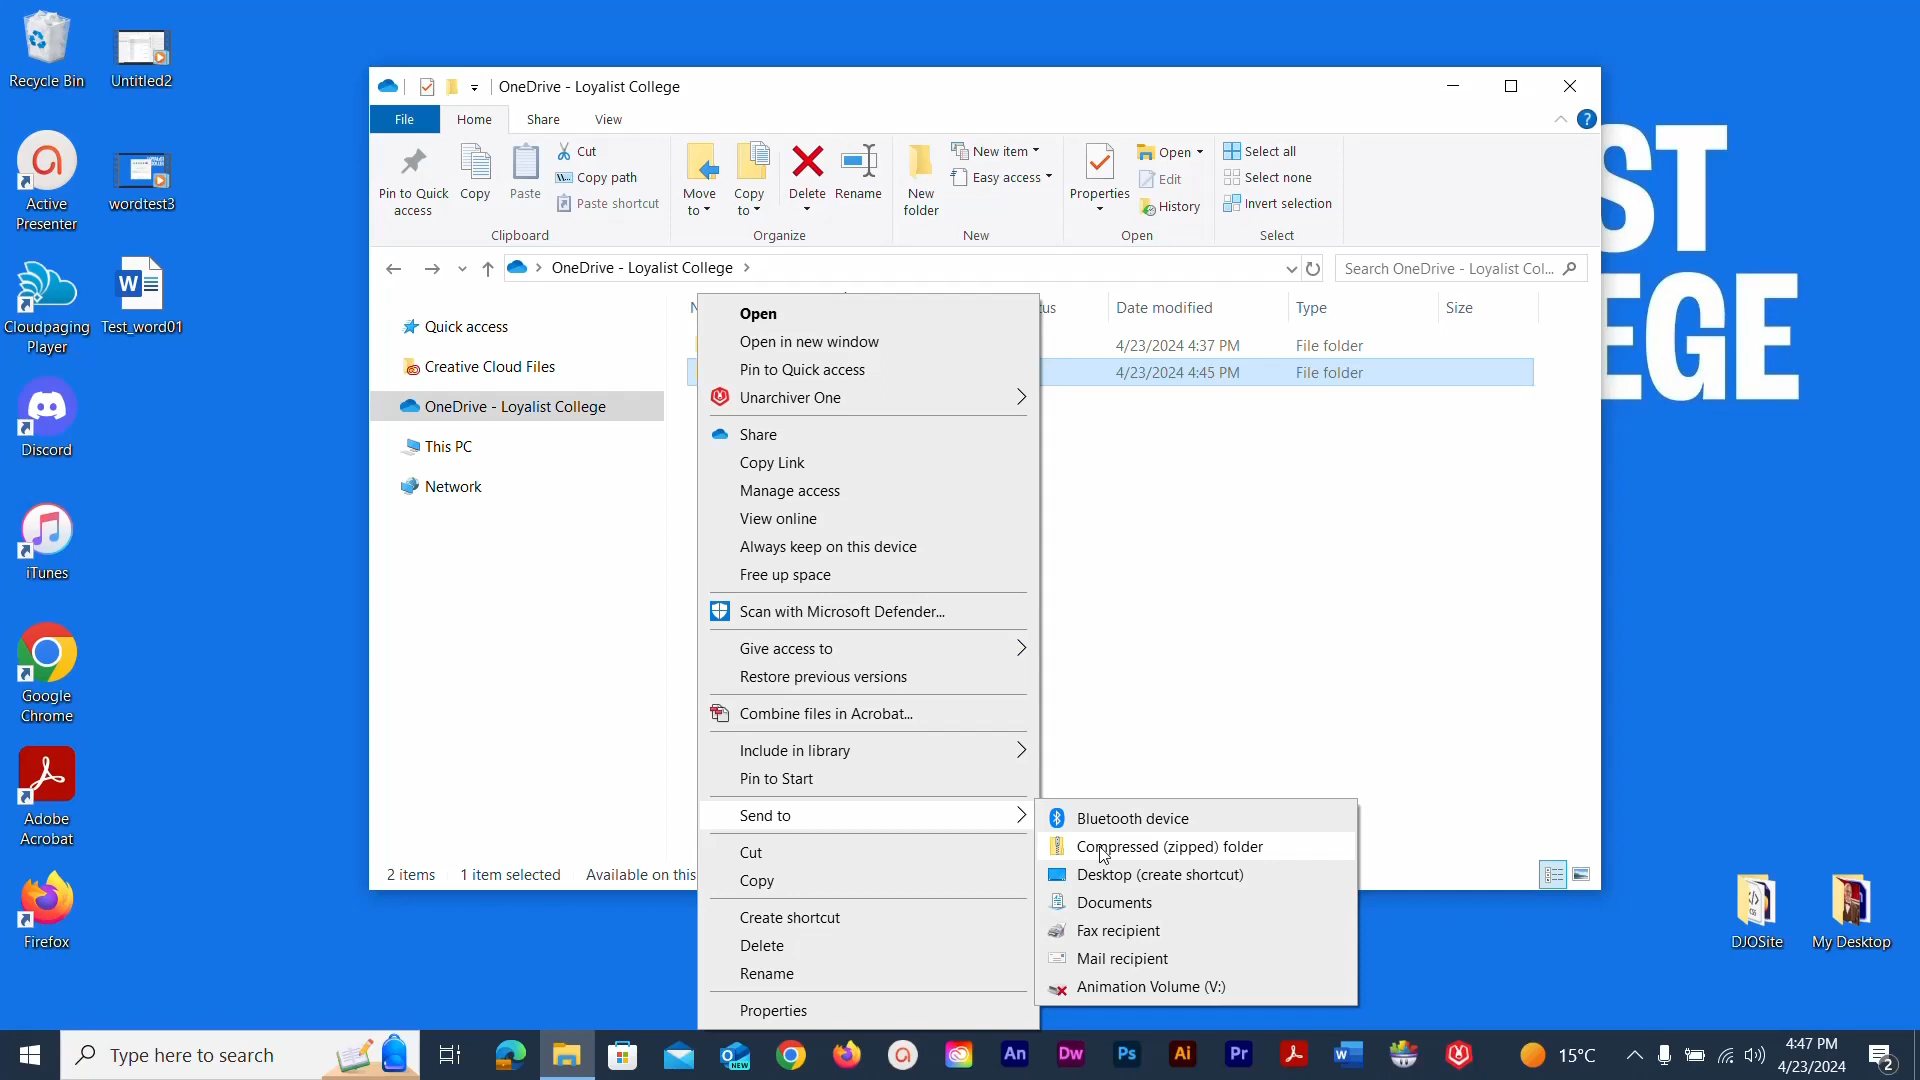 Recycle Bin
Untitled2
Active
Presenter
wordtest3
Cloudpaging
Player
Test_word01
Discord
iTunes
Google
Chrome
Adobe
Acrobat
Firefox
OneDrive - Loyalist College
File
Home
Share
View
?
Pin to Quick
access
Copy
Paste
Cut
Copy path
Paste shortcut
Clipboard
Move
to
Copy
to
Delete
Rename
Organize
New
folder
New item
Easy access
New
Properties
Open
Edit
History
Open
Select all
Select none
Invert selection
Select
OneDrive - Loyalist College
Search OneDrive - Loyalist Col...
Quick access
Creative Cloud Files
OneDrive - Loyalist College
This PC
Network
Date modified
Type
Size
4/23/2024 4:37 PM
File folder
4/23/2024 4:45 PM
File folder
Open
Open in new window
Pin to Quick access
Unarchiver One
Share
Copy Link
Manage access
View online
Always keep on this device
Free up space
Scan with Microsoft Defender...
Give access to
Restore previous versions
Combine files in Acrobat...
Include in library
Pin to Start
Send to
Cut
Copy
Create shortcut
Delete
Rename
Properties
Bluetooth device
Compressed (zipped) folder
Desktop (create shortcut)
Documents
Fax recipient
Mail recipient
Animation Volume (V:)
2 items
1 item selected
Available on this
ST
EGE
DJOSite
My Desktop
Type here to search
NEW
An
Dw
Ps
Ai
Pr
W
15°C
4:47 PM
4/23/2024
2